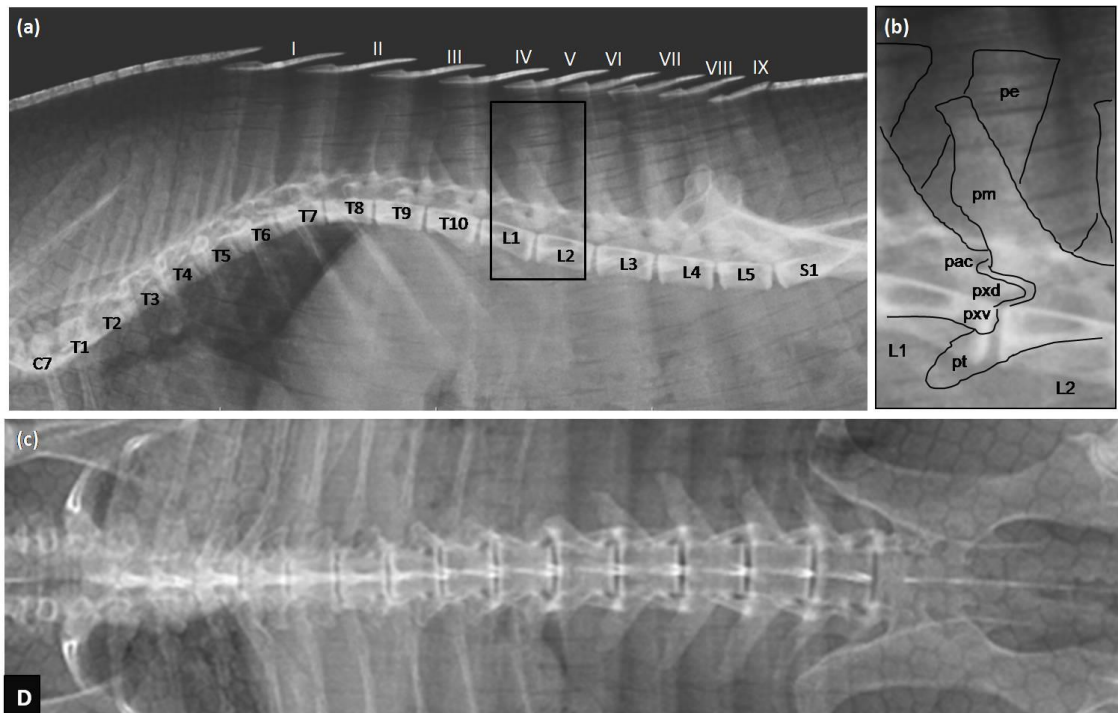 (a)
I II III IV V VI VII VIII IX
C7 T1 T2 T3 T4 T5 T6 T7 T8 T9 T10 L1 L2 L3 L4 L5 S1
(b)
pe
pm
pac
pxd
pxv
L1 pt L2
(c)
D